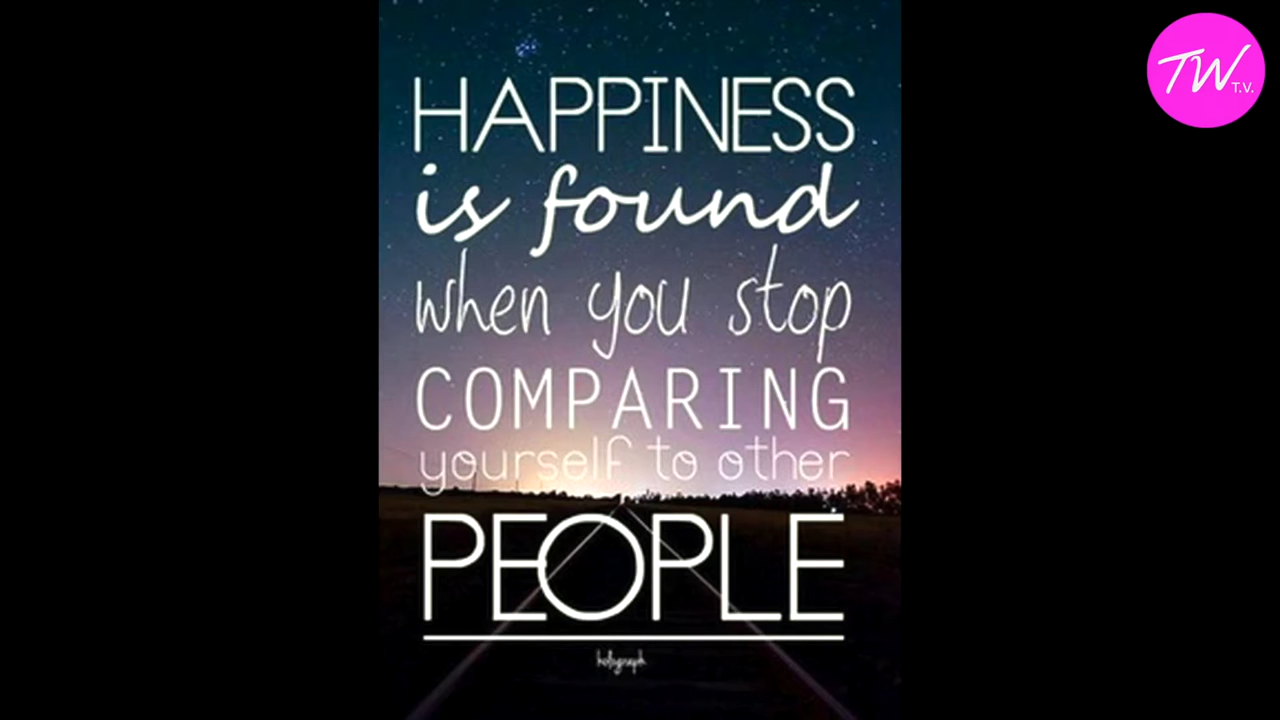 TW T.V.
HAPPINESS
is found
when you stop
COMPARING
yourself to other
PEOPLE